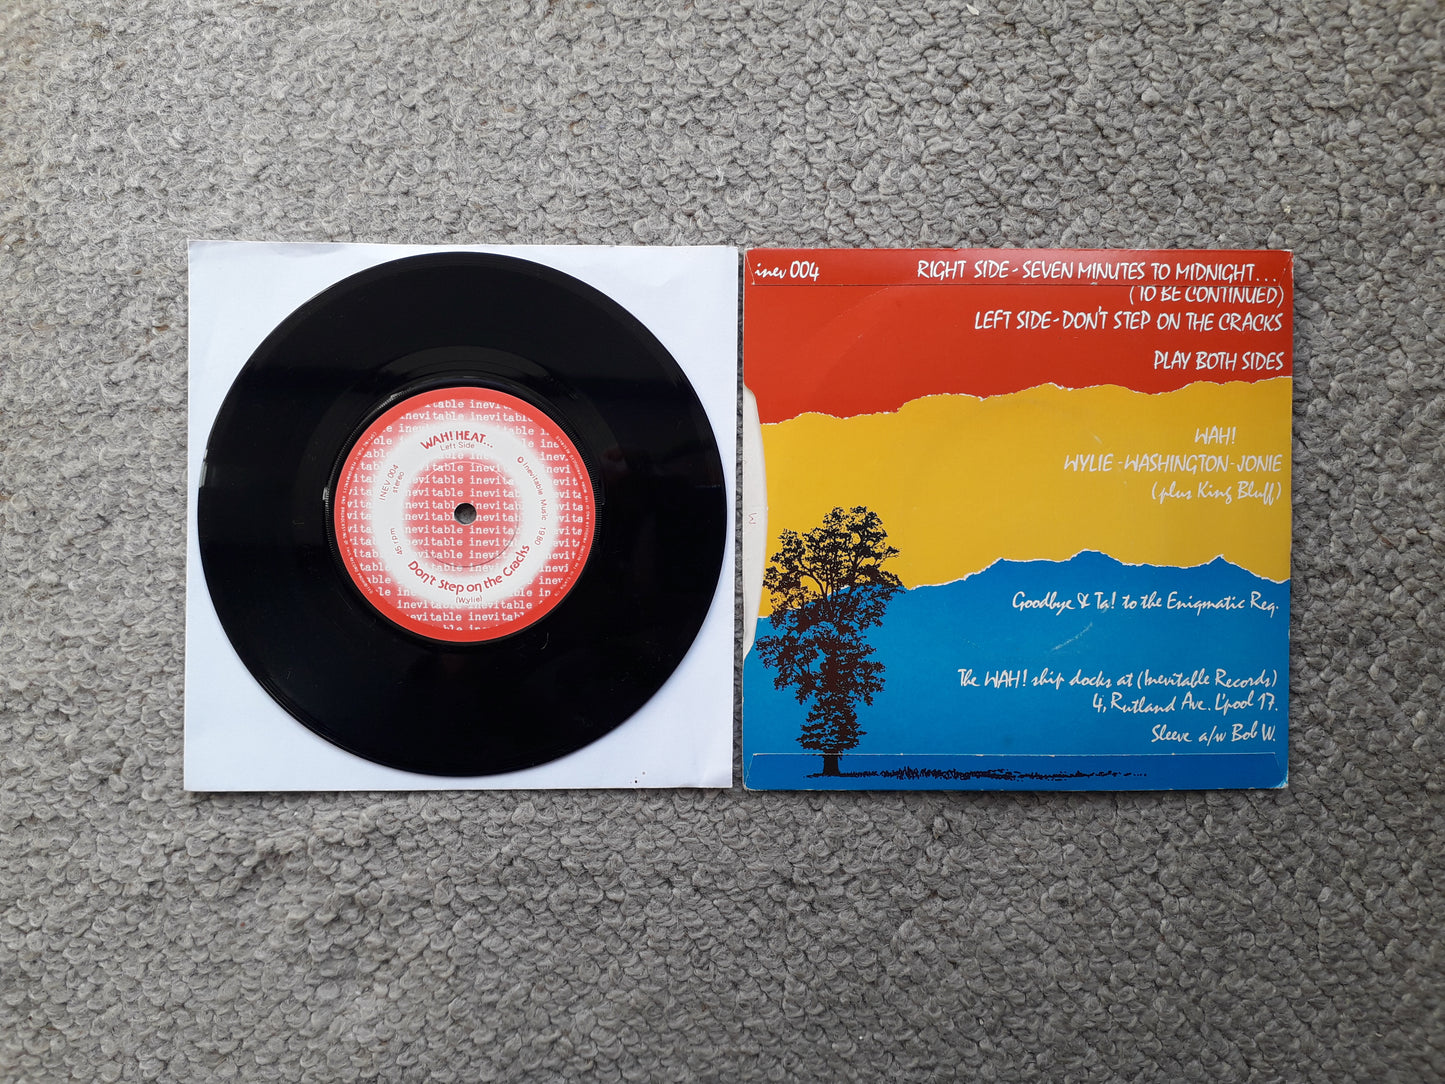 WAH! HEAT...
Left Side
INEV 004
stereo
© Inevitable Music 1980
45 rpm
Don't Step on the Cracks
(Wylie)
inevitable inevitable
inev 004
RIGHT SIDE - SEVEN MINUTES TO MIDNIGHT...
(TO BE CONTINUED)
LEFT SIDE - DON'T STEP ON THE CRACKS
PLAY BOTH SIDES
WAH!
WYLIE - WASHINGTON - JONIE
(plus King Bluff)
Goodbye & Ta! to the Enigmatic Reg.
The WAH! ship docks at (Inevitable Records)
4, Rutland Ave. L'pool 17.
Sleeve a/w Bob W.